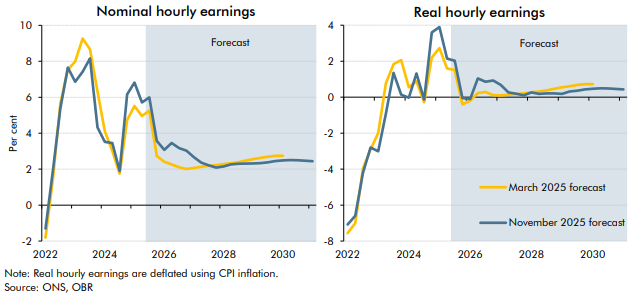 Nominal hourly earnings
10
8
6
4
2
0
-2
Per cent
Forecast
2022
2024
2026
2028
2030
Real hourly earnings
4
2
0
-2
-4
-6
-8
Forecast
March 2025 forecast
November 2025 forecast
2022
2024
2026
2028
2030
Note: Real hourly earnings are deflated using CPI inflation.
Source: ONS, OBR